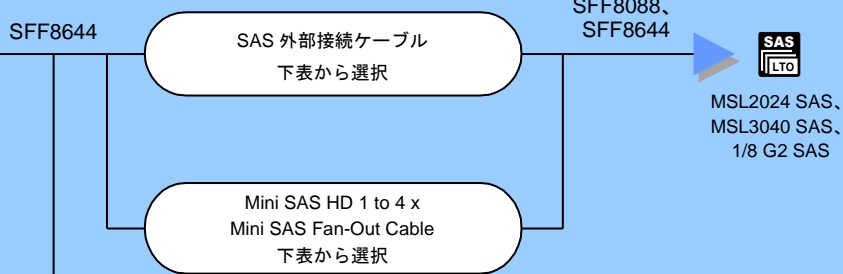 SFF8644
SAS 外部接続ケーブル
下表から選択
SFF8088、
SFF8644
SAS
LTO
MSL2024 SAS、
MSL3040 SAS、
1/8 G2 SAS
Mini SAS HD 1 to 4 x
Mini SAS Fan-Out Cable
下表から選択